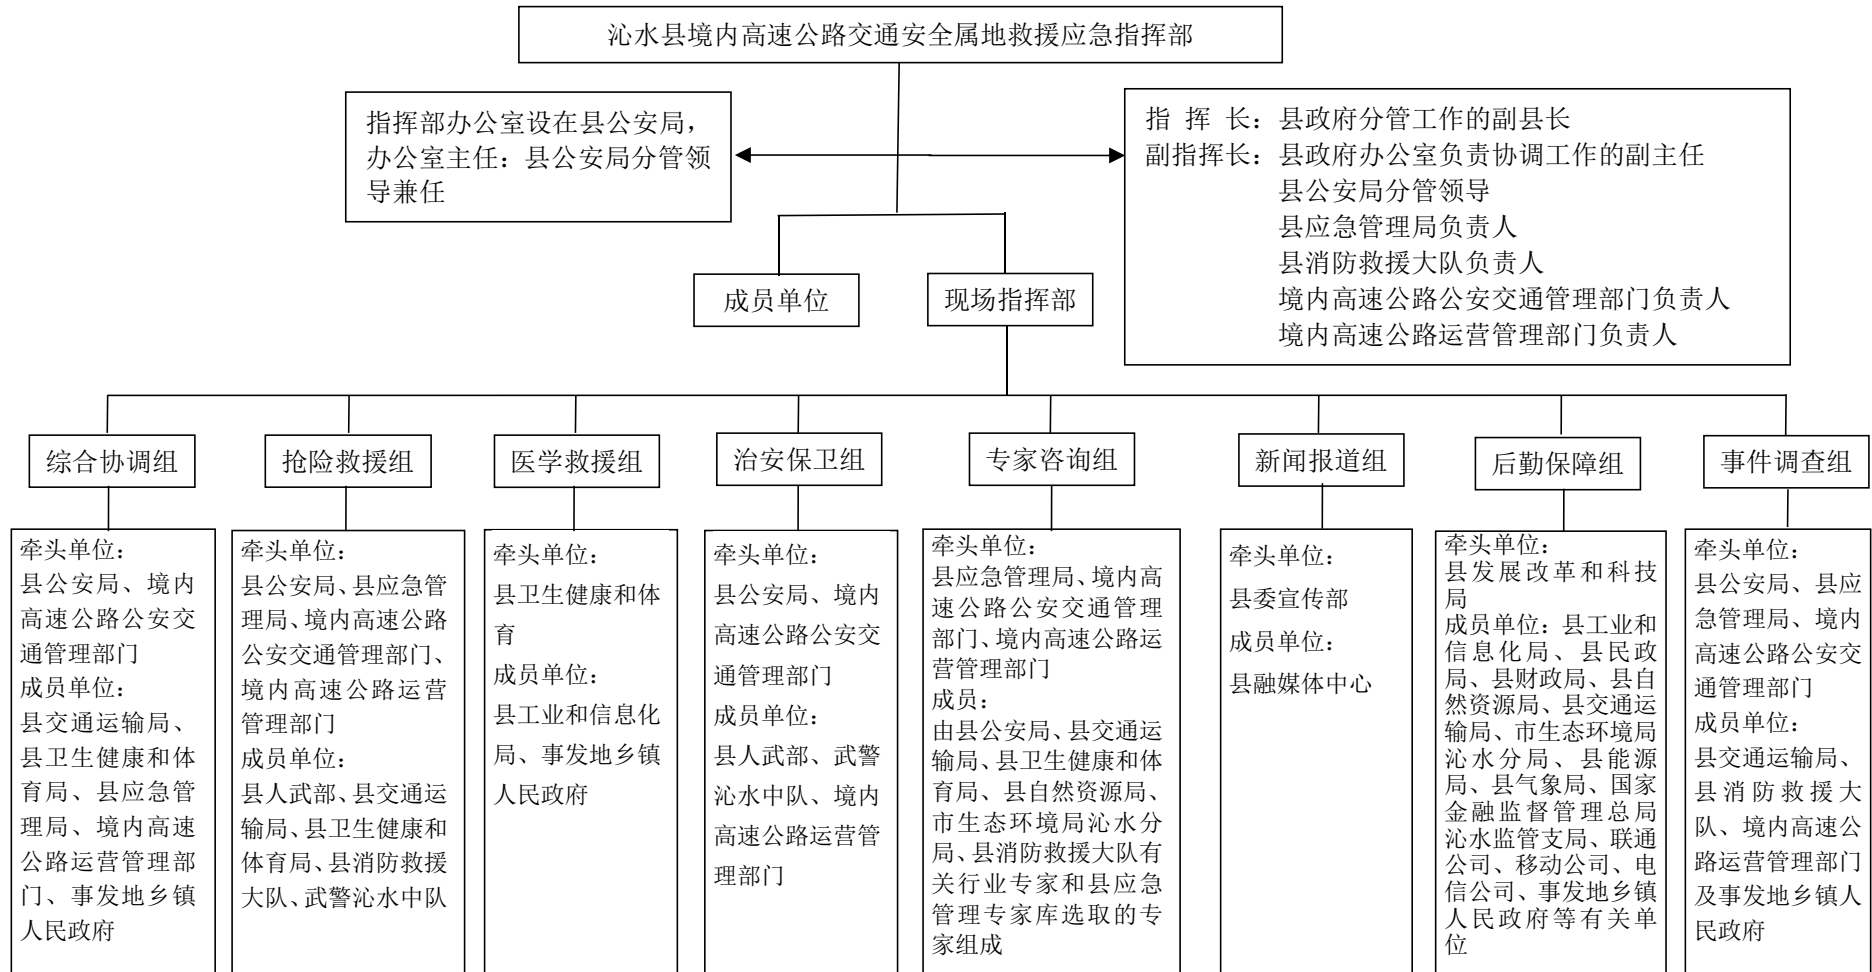 沁水县境内高速公路交通安全属地救援应急指挥部
指挥部办公室设在县公安局，
办公室主任：县公安局分管领
导兼任
指 挥 长：县政府分管工作的副县长
副指挥长：县政府办公室负责协调工作的副主任
县公安局分管领导
县应急管理局负责人
县消防救援大队负责人
境内高速公路公安交通管理部门负责人
境内高速公路运营管理部门负责人
成员单位
现场指挥部
综合协调组
抢险救援组
医学救援组
治安保卫组
专家咨询组
新闻报道组
后勤保障组
事件调查组
牵头单位：
县公安局、境内
高速公路公安交
通管理部门
成员单位：
县交通运输局、
县卫生健康和体
育局、县应急管
理局、境内高速
公路运营管理部
门、事发地乡镇
人民政府
牵头单位：
县公安局、县应急管
理局、境内高速公路
公安交通管理部门、
境内高速公路运营
管理部门
成员单位：
县人武部、县交通运
输局、县卫生健康和
体育局、县消防救援
大队、武警沁水中队
牵头单位：
县卫生健康和体
育
成员单位：
县工业和信息化
局、事发地乡镇
人民政府
牵头单位：
县公安局、境内
高速公路公安交
通管理部门
成员单位：
县人武部、武警
沁水中队、境内
高速公路运营管
理部门
牵头单位：
县应急管理局、境内高
速公路公安交通管理
部门、境内高速公路运
营管理部门
成员：
由县公安局、县交通运
输局、县卫生健康和体
育局、县自然资源局、
市生态环境局沁水分
局、县消防救援大队有
关行业专家和县应急
管理专家库选取的专
家组成
牵头单位：
县委宣传部
成员单位：
县融媒体中心
牵头单位：
县发展改革和科技
局
成员单位：县工业和
信息化局、县民政
局、县财政局、县自
然资源局、县交通运
输局、市生态环境局
沁水分局、县能源
局、县气象局、国家
金融监督管理总局
沁水监管支局、联通
公司、移动公司、电
信公司、事发地乡镇
人民政府等有关单
位
牵头单位：
县公安局、县应
急管理局、境内
高速公路公安交
通管理部门
成员单位：
县交通运输局、
县消防救援大
队、境内高速公
路运营管理部门
及事发地乡镇人
民政府